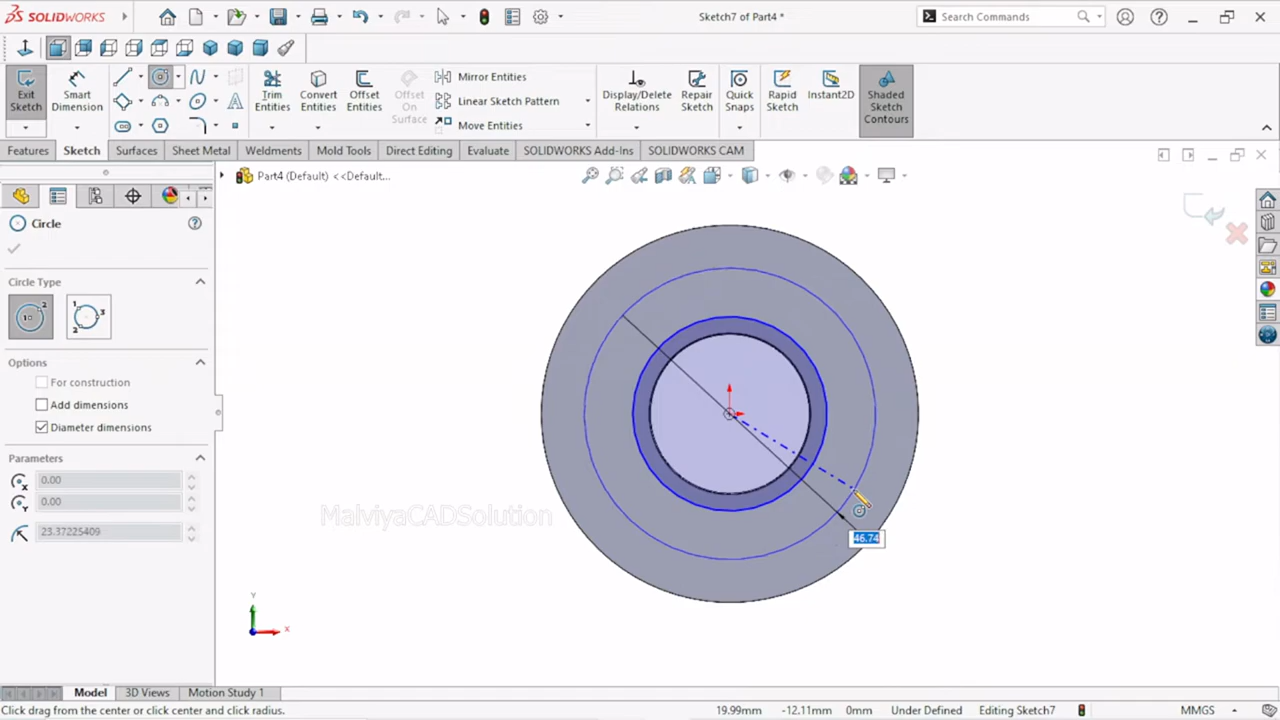 SOLIDWORKS
Sketch7 of Part4 *
Search Commands
Exit Sketch
Smart Dimension
Trim Entities
Convert Entities
Offset Entities
Offset On Surface
Mirror Entities
Linear Sketch Pattern
Move Entities
Display/Delete Relations
Repair Sketch
Quick Snaps
Rapid Sketch
Instant2D
Shaded Sketch Contours
Features
Sketch
Surfaces
Sheet Metal
Weldments
Mold Tools
Direct Editing
Evaluate
SOLIDWORKS Add-Ins
SOLIDWORKS CAM
Part4 (Default) <<Default...
Circle
Circle Type
Options
For construction
Add dimensions
Diameter dimensions
Parameters
0.00
0.00
23.37225409
MalviyaCADSolution
46.74
Y
X
Model
3D Views
Motion Study 1
Click drag from the center or click center and click radius.
19.99mm
-12.11mm
0mm
Under Defined
Editing Sketch7
MMGS